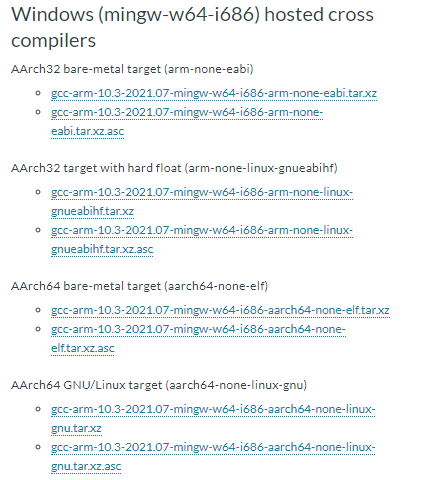 Windows (mingw-w64-i686) hosted cross
compilers
AArch32 bare-metal target (arm-none-eabi)
gcc-arm-10.3-2021.07-mingw-w64-i686-arm-none-eabi.tar.xz
gcc-arm-10.3-2021.07-mingw-w64-i686-arm-none-
eabi.tar.xz.asc
AArch32 target with hard float (arm-none-linux-gnueabihf)
gcc-arm-10.3-2021.07-mingw-w64-i686-arm-none-linux-
gnueabihf.tar.xz
gcc-arm-10.3-2021.07-mingw-w64-i686-arm-none-linux-
gnueabihf.tar.xz.asc
AArch64 bare-metal target (aarch64-none-elf)
gcc-arm-10.3-2021.07-mingw-w64-i686-aarch64-none-elf.tar.xz
gcc-arm-10.3-2021.07-mingw-w64-i686-aarch64-none-
elf.tar.xz.asc
AArch64 GNU/Linux target (aarch64-none-linux-gnu)
gcc-arm-10.3-2021.07-mingw-w64-i686-aarch64-none-linux-
gnu.tar.xz
gcc-arm-10.3-2021.07-mingw-w64-i686-aarch64-none-linux-
gnu.tar.xz.asc